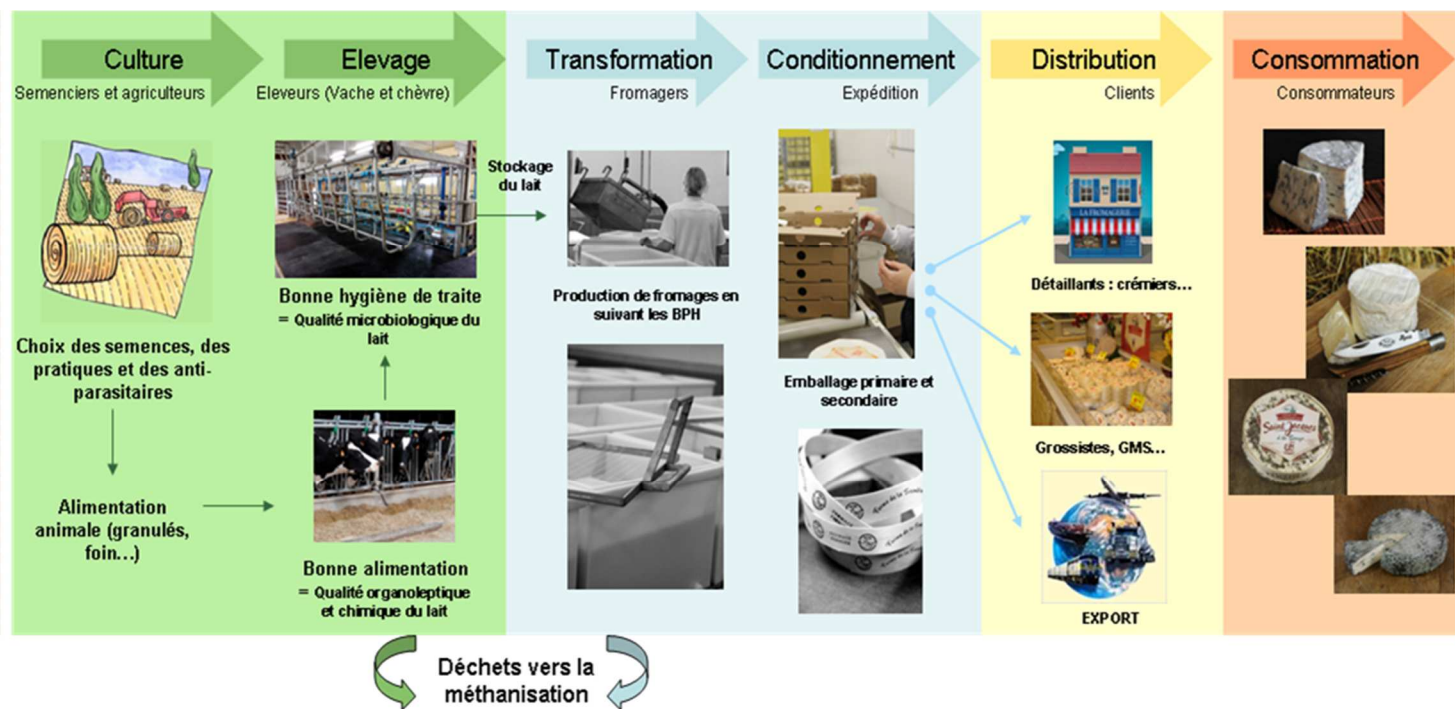 Culture
Semenciers et agriculteurs
Choix des semences, des
pratiques et des anti-
parasitaires
Alimentation
animale (granulés,
foin...)
Elevage
Eleveurs (Vache et chèvre)
Bonne hygiène de traite
= Qualité microbiologique du
lait
Bonne alimentation
= Qualité organoleptique
et chimique du lait
Stockage
du lait
Transformation
Fromagers
Production de fromages en
suivant les BPH
Conditionnement
Expédition
Emballage primaire et
secondaire
Distribution
Clients
LA FROMAGERIE
Détaillants : crémiers...
Grossistes, GMS...
EXPORT
Consommation
Consommateurs
Saint Jacques
Déchets vers la
méthanisation